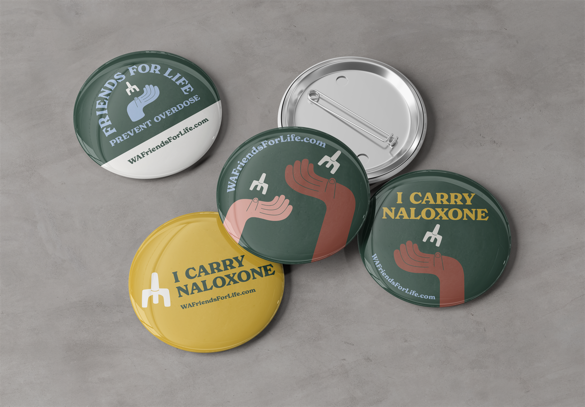 FRIENDS FOR LIFE
PREVENT OVERDOSE
WAFriendsForLife.com
WAFriendsForLife.com
I CARRY
NALOXONE
WAFriendsForLife.com
I CARRY
NALOXONE
WAFriendsForLife.com